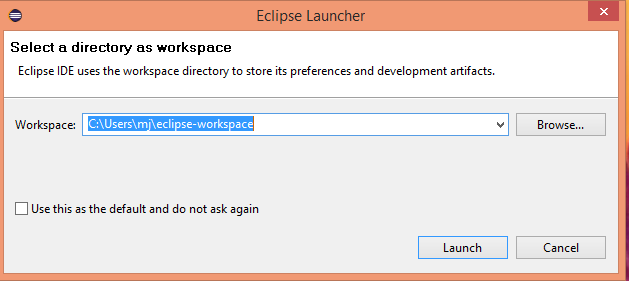 Eclipse Launcher
Select a directory as workspace
Eclipse IDE uses the workspace directory to store its preferences and development artifacts.
Workspace: C:\Users\mj\eclipse-workspace Browse...
Use this as the default and do not ask again
Launch Cancel